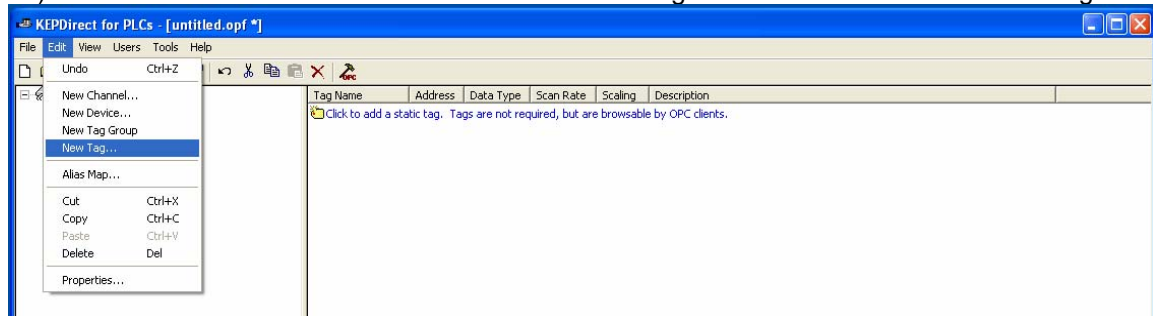 KEPDirect for PLCs - [untitled.opf *]
File Edit View Users Tools Help
Undo Ctrl+Z
New Channel...
New Device...
New Tag Group
New Tag...
Alias Map...
Cut Ctrl+X
Copy Ctrl+C
Paste Ctrl+V
Delete Del
Properties...
OPC
Tag Name Address Data Type Scan Rate Scaling Description
Click to add a static tag. Tags are not required, but are browsable by OPC clients.